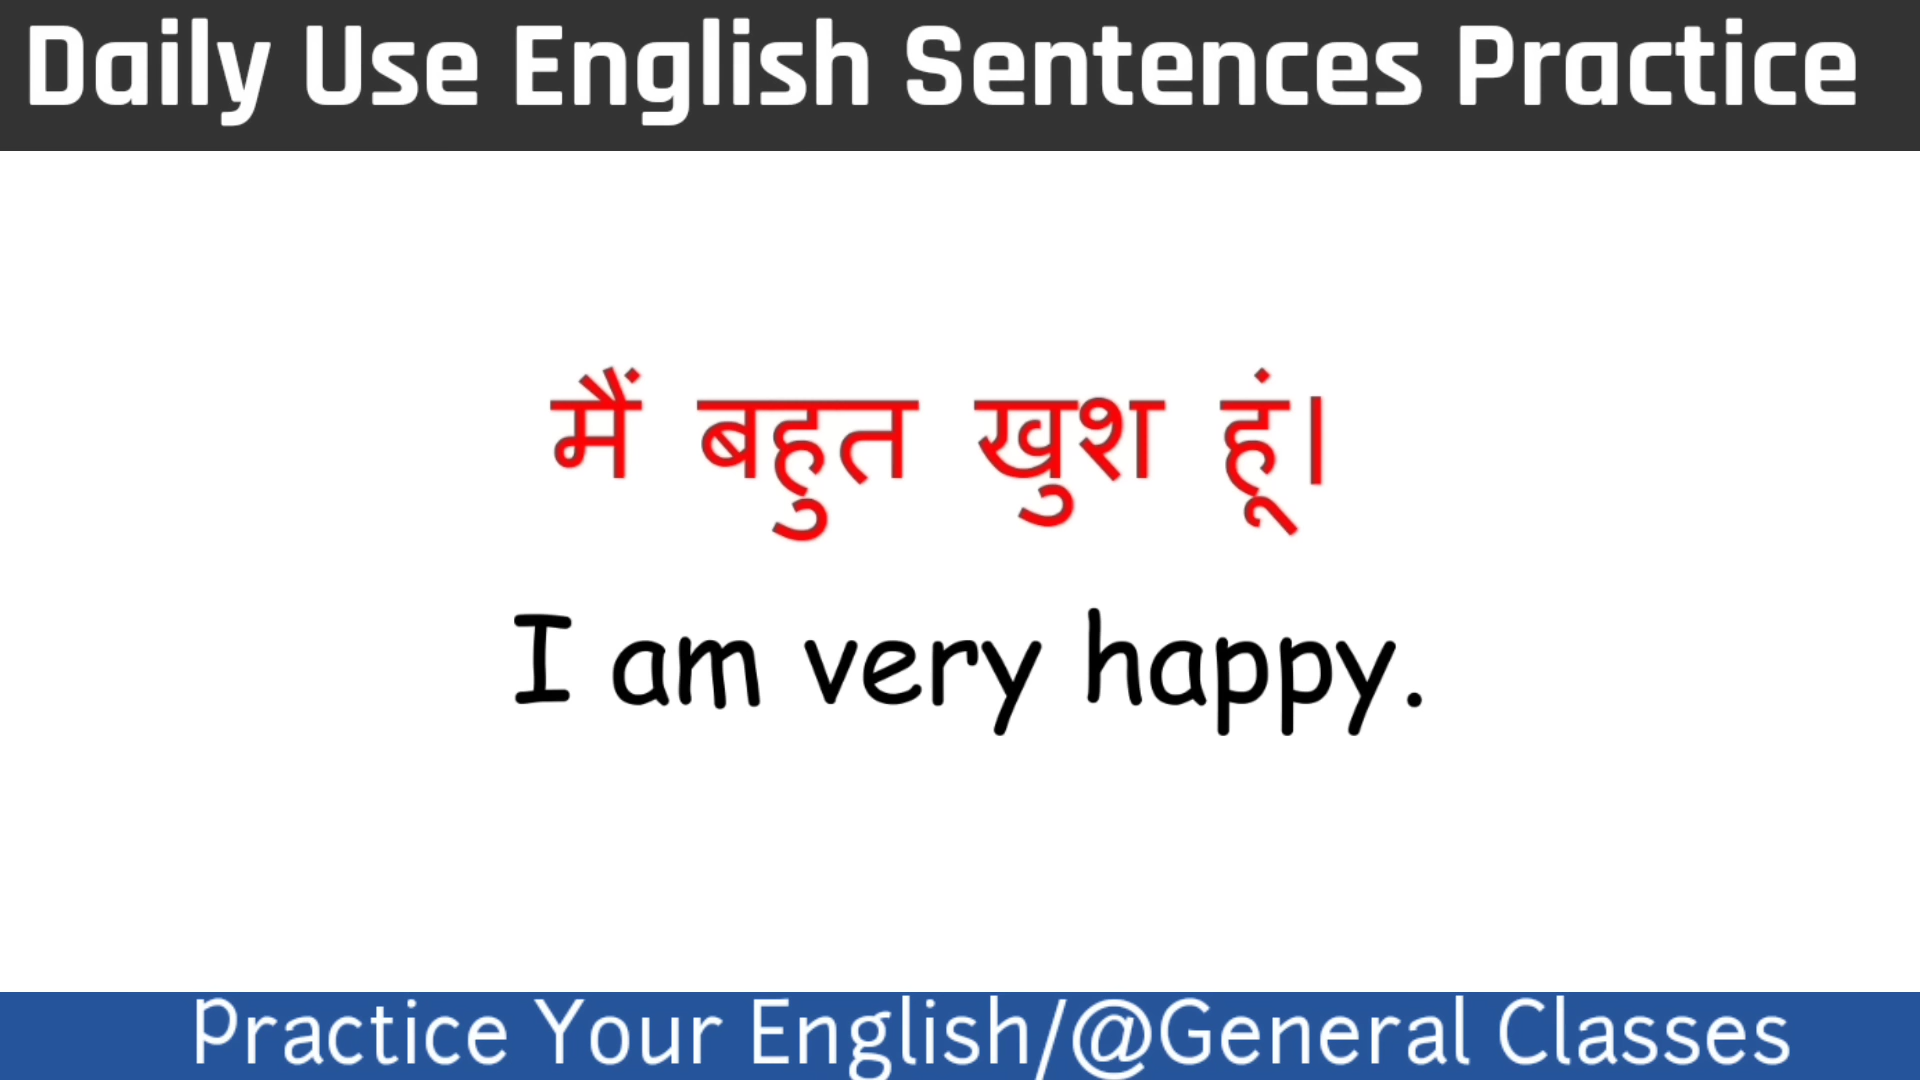 Daily Use English Sentences Practice
मैं बहुत खुश हूं।
I am very happy.
Practice Your English/@General Classes